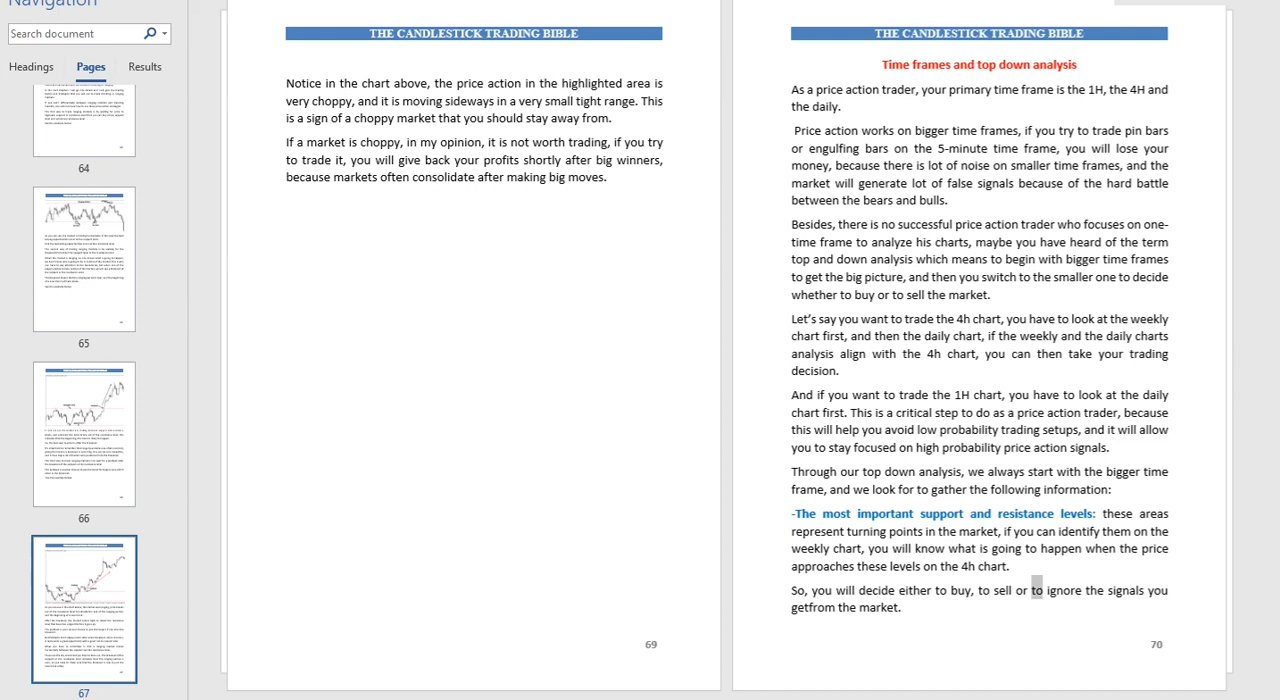 Navigation
Search document
Headings Pages Results
64
65
66
67
THE CANDLESTICK TRADING BIBLE
Notice in the chart above, the price action in the highlighted area is
very choppy, and it is moving sideways in a very small tight range. This
is a sign of a choppy market that you should stay away from.
If a market is choppy, in my opinion, it is not worth trading, if you try
to trade it, you will give back your profits shortly after big winners,
because markets often consolidate after making big moves.
69
THE CANDLESTICK TRADING BIBLE
Time frames and top down analysis
As a price action trader, your primary time frame is the 1H, the 4H and
the daily.
Price action works on bigger time frames, if you try to trade pin bars
or engulfing bars on the 5-minute time frame, you will lose your
money, because there is lot of noise on smaller time frames, and the
market will generate lot of false signals because of the hard battle
between the bears and bulls.
Besides, there is no successful price action trader who focuses on one-
time frame to analyze his charts, maybe you have heard of the term
top and down analysis which means to begin with bigger time frames
to get the big picture, and then you switch to the smaller one to decide
whether to buy or to sell the market.
Let’s say you want to trade the 4h chart, you have to look at the weekly
chart first, and then the daily chart, if the weekly and the daily charts
analysis align with the 4h chart, you can then take your trading
decision.
And if you want to trade the 1H chart, you have to look at the daily
chart first. This is a critical step to do as a price action trader, because
this will help you avoid low probability trading setups, and it will allow
you to stay focused on high probability price action signals.
Through our top down analysis, we always start with the bigger time
frame, and we look for to gather the following information:
-The most important support and resistance levels: these areas
represent turning points in the market, if you can identify them on the
weekly chart, you will know what is going to happen when the price
approaches these levels on the 4h chart.
So, you will decide either to buy, to sell or to ignore the signals you
getfrom the market.
70